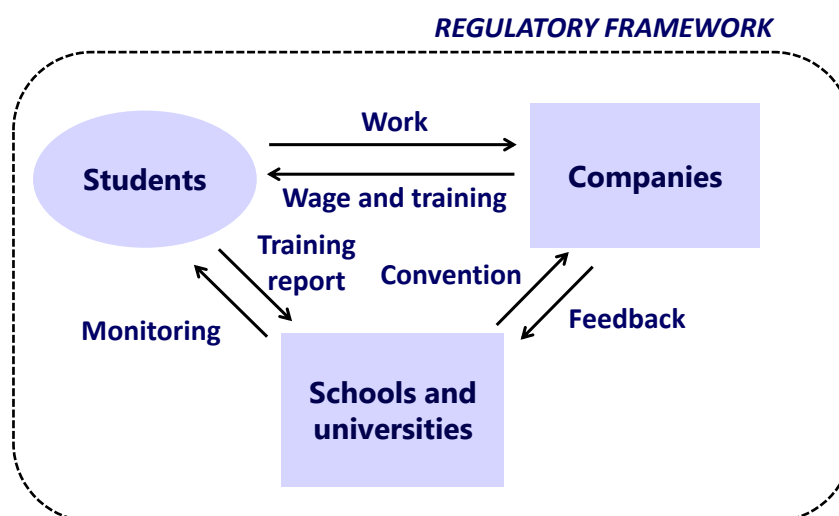 REGULATORY FRAMEWORK
Work
Students
Companies
Wage and training
Training
report
Convention
Monitoring
Feedback
Schools and
universities